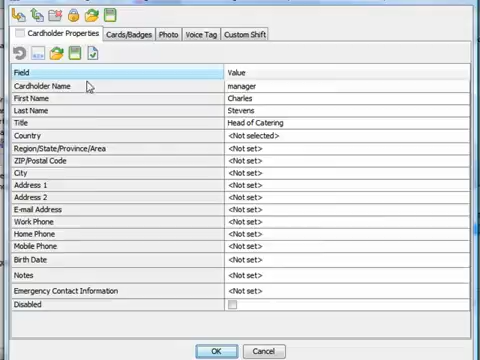 Cardholder Properties Cards/Badges Photo Voice Tag Custom Shift
Field Value
Cardholder Name manager
First Name Charles
Last Name Stevens
Title Head of Catering
Country <Not selected>
Region/State/Province/Area <Not set>
ZIP/Postal Code <Not set>
City <Not set>
Address 1 <Not set>
Address 2 <Not set>
E-mail Address <Not set>
Work Phone <Not set>
Home Phone <Not set>
Mobile Phone <Not set>
Birth Date <Not set>
Notes <Not set>
Emergency Contact Information <Not set>
Disabled
OK Cancel